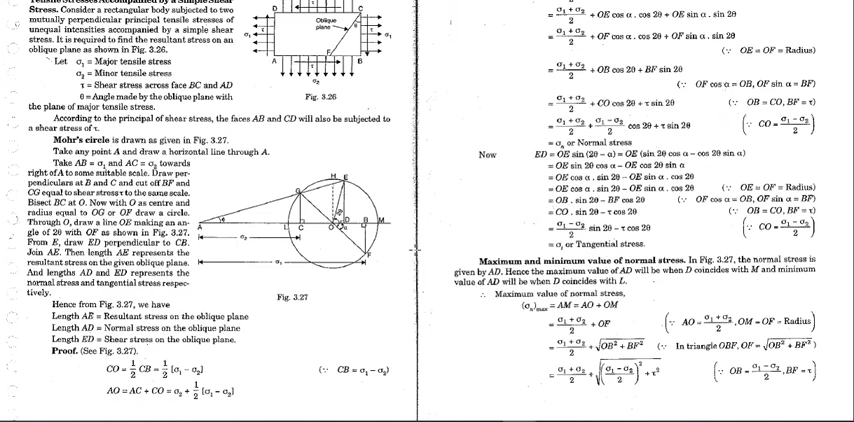 Tensile Stresses Accompanied by a Simple Shear
Stress. Consider a rectangular body subjected to two
mutually perpendicular principal tensile stresses of
unequal intensities accompanied by a simple shear
stress. It is required to find the resultant stress on an
oblique plane as shown in Fig. 3.26.
Let σ₁ = Major tensile stress
σ₂ = Minor tensile stress
τ = Shear stress across face BC and AD
θ = Angle made by the oblique plane with
the plane of major tensile stress.
D C
Oblique
plane
θ
σ₁ τ τ σ₁
A F B
τ
σ₂
Fig. 3.26
According to the principal of shear stress, the faces AB and CD will also be subjected to
a shear stress of τ.
Mohr's circle is drawn as given in Fig. 3.27.
Take any point A and draw a horizontal line through A.
Take AB = σ₁ and AC = σ₂ towards
right of A to some suitable scale. Draw per-
pendiculars at B and C and cut off BF and
CG equal to shear stress τ to the same scale.
Bisect BC at O. Now with O as centre and
radius equal to OG or OF draw a circle.
Through O, draw a line OE making an an-
gle of 2θ with OF as shown in Fig. 3.27.
From E, draw ED perpendicular to CB.
Join AE. Then length AE represents the
resultant stress on the given oblique plane.
And lengths AD and ED represents the
normal stress and tangential stress respec-
tively.
H E
G
A L C O D B M
σ₂
F
σ₁
Fig. 3.27
Hence from Fig. 3.27, we have
Length AE = Resultant stress on the oblique plane
Length AD = Normal stress on the oblique plane
Length ED = Shear stress on the oblique plane.
Proof. (See Fig. 3.27).
CO = 1/2 CB = 1/2 [σ₁ – σ₂] (∵ CB = σ₁ – σ₂)
AO = AC + CO = σ₂ + 1/2 [σ₁ – σ₂]
= (σ₁ + σ₂)/2 + OE cos α . cos 2θ + OE sin α . sin 2θ
= (σ₁ + σ₂)/2 + OF cos α . cos 2θ + OF sin α . sin 2θ
(∵ OE = OF = Radius)
= (σ₁ + σ₂)/2 + OB cos 2θ + BF sin 2θ
(∵ OF cos α = OB, OF sin α = BF)
= (σ₁ + σ₂)/2 + CO cos 2θ + τ sin 2θ (∵ OB = CO, BF = τ)
= (σ₁ + σ₂)/2 + (σ₁ – σ₂)/2 cos 2θ + τ sin 2θ (∵ CO = (σ₁ – σ₂)/2)
= σₙ or Normal stress
Now ED = OE sin (2θ – α) = OE (sin 2θ cos α – cos 2θ sin α)
= OE sin 2θ cos α – OE cos 2θ sin α
= OE cos α . sin 2θ – OE sin α . cos 2θ
= OF cos α . sin 2θ – OF sin α . cos 2θ (∵ OE = OF = Radius)
= OB . sin 2θ – BF cos 2θ (∵ OF cos α = OB, OF sin α = BF)
= CO . sin 2θ – τ cos 2θ (∵ OB = CO, BF = τ)
= (σ₁ – σ₂)/2 sin 2θ – τ cos 2θ (∵ CO = (σ₁ – σ₂)/2)
= σₜ or Tangential stress.
Maximum and minimum value of normal stress. In Fig. 3.27, the normal stress is
given by AD. Hence the maximum value of AD will be when D coincides with M and minimum
value of AD will be when D coincides with L.
∴ Maximum value of normal stress,
(σₙ)max = AM = AO + OM
= (σ₁ + σ₂)/2 + OF (∵ AO = (σ₁ + σ₂)/2, OM = OF = Radius)
= (σ₁ + σ₂)/2 + √(OB² + BF²) (∵ In triangle OBF, OF = √(OB² + BF²))
= (σ₁ + σ₂)/2 + √(((σ₁ – σ₂)/2)² + τ²) (∵ OB = (σ₁ – σ₂)/2, BF = τ)